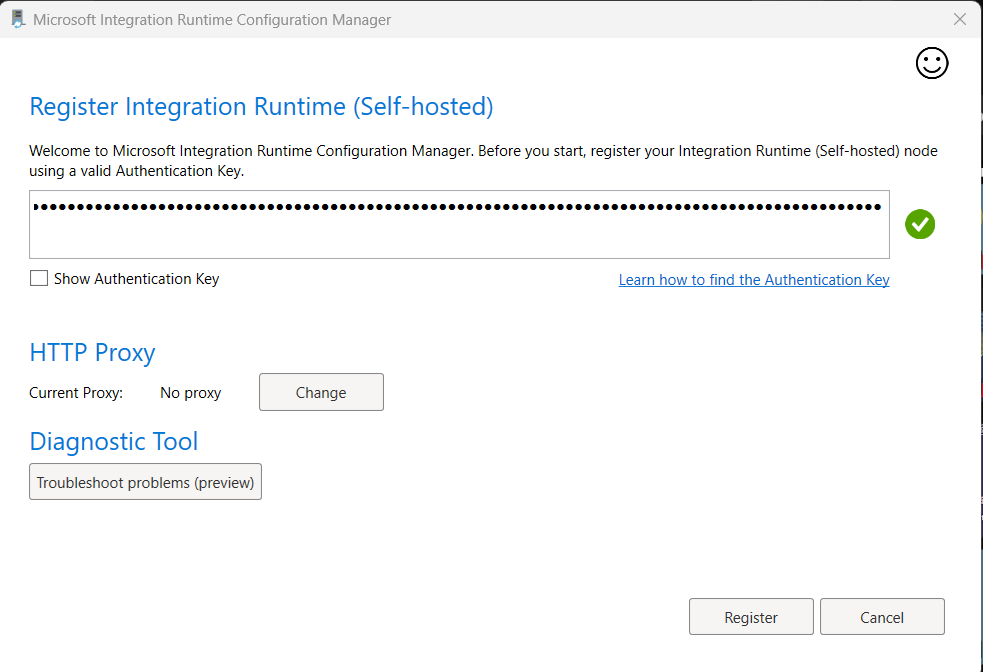 Microsoft Integration Runtime Configuration Manager
Register Integration Runtime (Self-hosted)
Welcome to Microsoft Integration Runtime Configuration Manager. Before you start, register your Integration Runtime (Self-hosted) node
using a valid Authentication Key.
Show Authentication Key
Learn how to find the Authentication Key
HTTP Proxy
Current Proxy: No proxy Change
Diagnostic Tool
Troubleshoot problems (preview)
Register Cancel